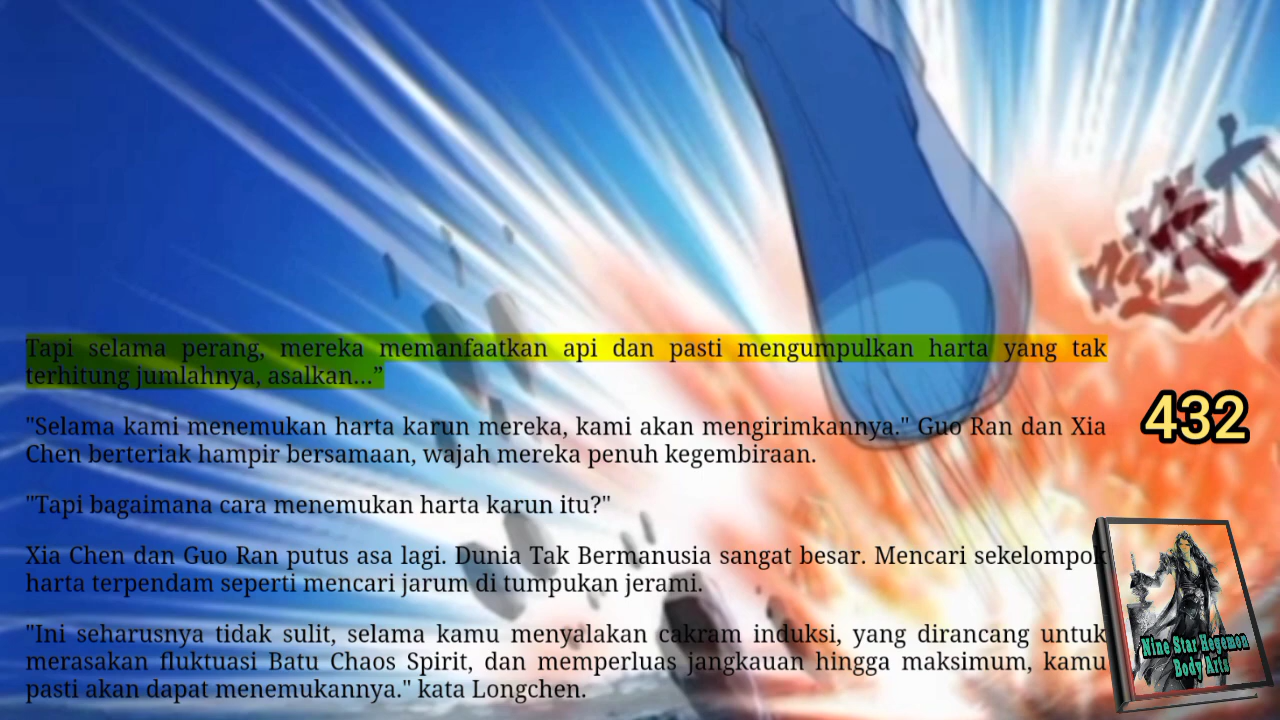 Tapi selama perang, mereka memanfaatkan api dan pasti mengumpulkan harta yang tak
terhitung jumlahnya, asalkan...”
"Selama kami menemukan harta karun mereka, kami akan mengirimkannya." Guo Ran dan Xia
Chen berteriak hampir bersamaan, wajah mereka penuh kegembiraan.
"Tapi bagaimana cara menemukan harta karun itu?"
Xia Chen dan Guo Ran putus asa lagi. Dunia Tak Bermanusia sangat besar. Mencari sekelompok
harta terpendam seperti mencari jarum di tumpukan jerami.
"Ini seharusnya tidak sulit, selama kamu menyalakan cakram induksi, yang dirancang untuk
merasakan fluktuasi Batu Chaos Spirit, dan memperluas jangkauan hingga maksimum, kamu
pasti akan dapat menemukannya." kata Longchen.
432
Nine Star Hegemon
Body Arts